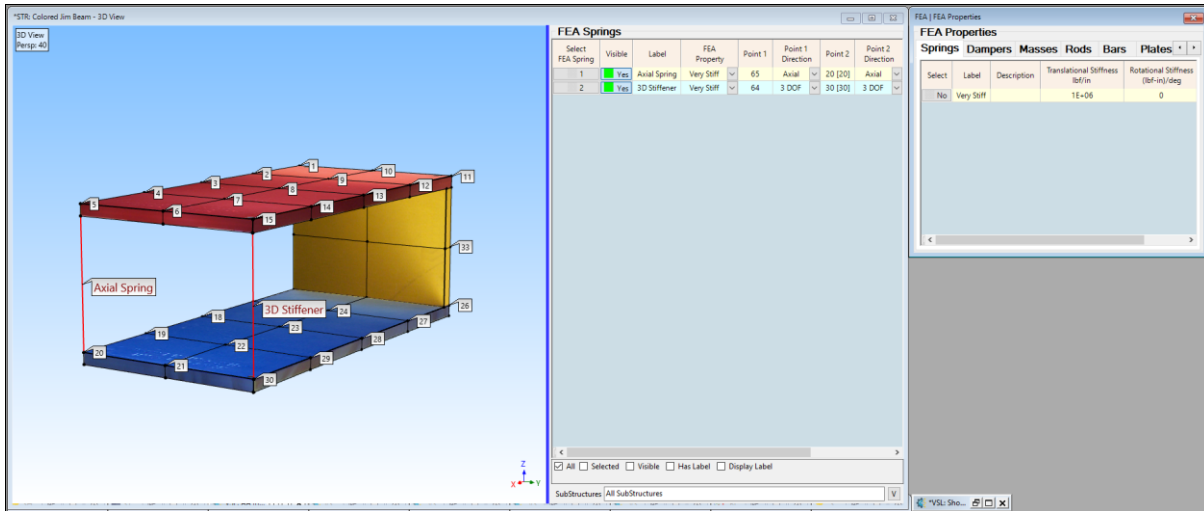 *STR: Colored Jim Beam - 3D View
3D View
Persp: 40
1
2
10
3
9
11
4
8
12
7
13
5
6
14
15
33
Axial Spring
3D Stiffener
26
18
24
27
19
23
28
20
22
29
21
30
Z
X
Y
FEA Springs
Select FEA Spring Visible Label FEA Property Point 1 Point 1 Direction Point 2 Point 2 Direction
1 Yes Axial Spring Very Stiff 65 Axial 20 [20] Axial
2 Yes 3D Stiffener Very Stiff 64 3 DOF 30 [30] 3 DOF
All Selected Visible Has Label Display Label
SubStructures All SubStructures V
FEA | FEA Properties
FEA Properties
Springs Dampers Masses Rods Bars Plates
Select Label Description Translational Stiffness lbf/in Rotational Stiffness (lbf-in)/deg
No Very Stiff 1E+06 0
*VSL: Sho...